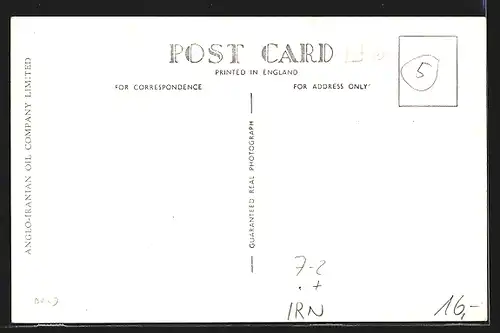 POST CARD
PRINTED IN ENGLAND
FOR CORRESPONDENCE
FOR ADDRESS ONLY
5
ANGLO-IRANIAN OIL COMPANY LIMITED
GUARANTEED REAL PHOTOGRAPH
7-2
IRN
16,-